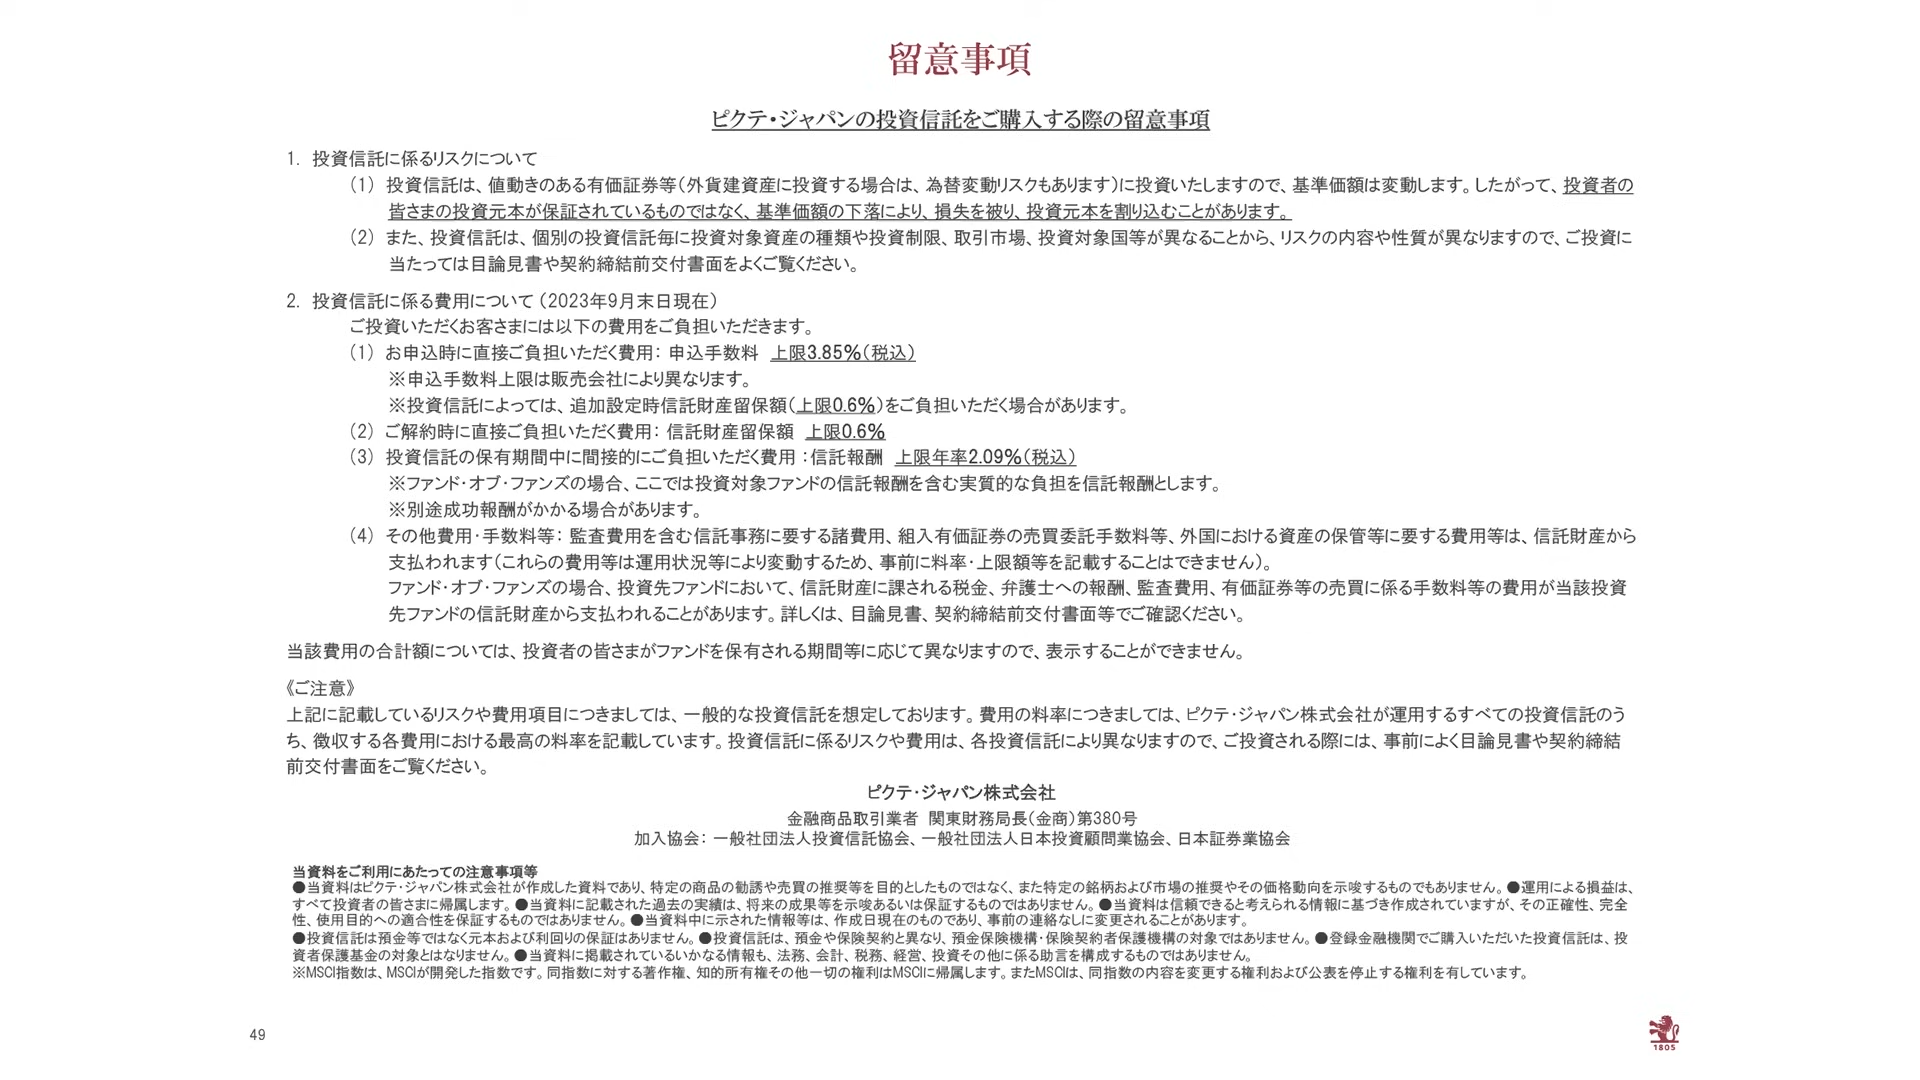 留意事項
ピクテ・ジャパンの投資信託をご購入する際の留意事項
1. 投資信託に係るリスクについて
(1) 投資信託は、値動きのある有価証券等(外貨建資産に投資する場合は、為替変動リスクもあります)に投資いたしますので、基準価額は変動します。したがって、投資者の
皆さまの投資元本が保証されているものではなく、基準価額の下落により、損失を被り、投資元本を割り込むことがあります。
(2) また、投資信託は、個別の投資信託毎に投資対象資産の種類や投資制限、取引市場、投資対象国等が異なることから、リスクの内容や性質が異なりますので、ご投資に
当たっては目論見書や契約締結前交付書面をよくご覧ください。
2. 投資信託に係る費用について(2023年9月末日現在)
ご投資いただくお客さまには以下の費用をご負担いただきます。
(1) お申込時に直接ご負担いただく費用: 申込手数料 上限3.85%(税込)
※申込手数料上限は販売会社により異なります。
※投資信託によっては、追加設定時信託財産留保額(上限0.6%)をご負担いただく場合があります。
(2) ご解約時に直接ご負担いただく費用: 信託財産留保額 上限0.6%
(3) 投資信託の保有期間中に間接的にご負担いただく費用:信託報酬 上限年率2.09%(税込)
※ファンド・オブ・ファンズの場合、ここでは投資対象ファンドの信託報酬を含む実質的な負担を信託報酬とします。
※別途成功報酬がかかる場合があります。
(4) その他費用・手数料等: 監査費用を含む信託事務に要する諸費用、組入有価証券の売買委託手数料等、外国における資産の保管等に要する費用等は、信託財産から
支払われます(これらの費用等は運用状況等により変動するため、事前に料率・上限額等を記載することはできません)。
ファンド・オブ・ファンズの場合、投資先ファンドにおいて、信託財産に課される税金、弁護士への報酬、監査費用、有価証券等の売買に係る手数料等の費用が当該投資
先ファンドの信託財産から支払われることがあります。詳しくは、目論見書、契約締結前交付書面等でご確認ください。
当該費用の合計額については、投資者の皆さまがファンドを保有される期間等に応じて異なりますので、表示することができません。
《ご注意》
上記に記載しているリスクや費用項目につきましては、一般的な投資信託を想定しております。費用の料率につきましては、ピクテ・ジャパン株式会社が運用するすべての投資信託のう
ち、徴収する各費用における最高の料率を記載しています。投資信託に係るリスクや費用は、各投資信託により異なりますので、ご投資される際には、事前によく目論見書や契約締結
前交付書面をご覧ください。
ピクテ・ジャパン株式会社
金融商品取引業者 関東財務局長(金商)第380号
加入協会: 一般社団法人投資信託協会、一般社団法人日本投資顧問業協会、日本証券業協会
当資料をご利用にあたっての注意事項等
●当資料はピクテ・ジャパン株式会社が作成した資料であり、特定の商品の勧誘や売買の推奨等を目的としたものではなく、また特定の銘柄および市場の推奨やその価格動向を示唆するものでもありません。●運用による損益は、
すべて投資者の皆さまに帰属します。●当資料に記載された過去の実績は、将来の成果等を示唆あるいは保証するものではありません。●当資料は信頼できると考えられる情報に基づき作成されていますが、その正確性、完全
性、使用目的への適合性を保証するものではありません。●当資料中に示された情報等は、作成日現在のものであり、事前の連絡なしに変更されることがあります。
●投資信託は預金等ではなく元本および利回りの保証はありません。●投資信託は、預金や保険契約と異なり、預金保険機構・保険契約者保護機構の対象ではありません。●登録金融機関でご購入いただいた投資信託は、投
資者保護基金の対象とはなりません。●当資料に掲載されているいかなる情報も、法務、会計、税務、経営、投資その他に係る助言を構成するものではありません。
※MSCI指数は、MSCIが開発した指数です。同指数に対する著作権、知的所有権その他一切の権利はMSCIに帰属します。またMSCIは、同指数の内容を変更する権利および公表を停止する権利を有しています。
49
1805